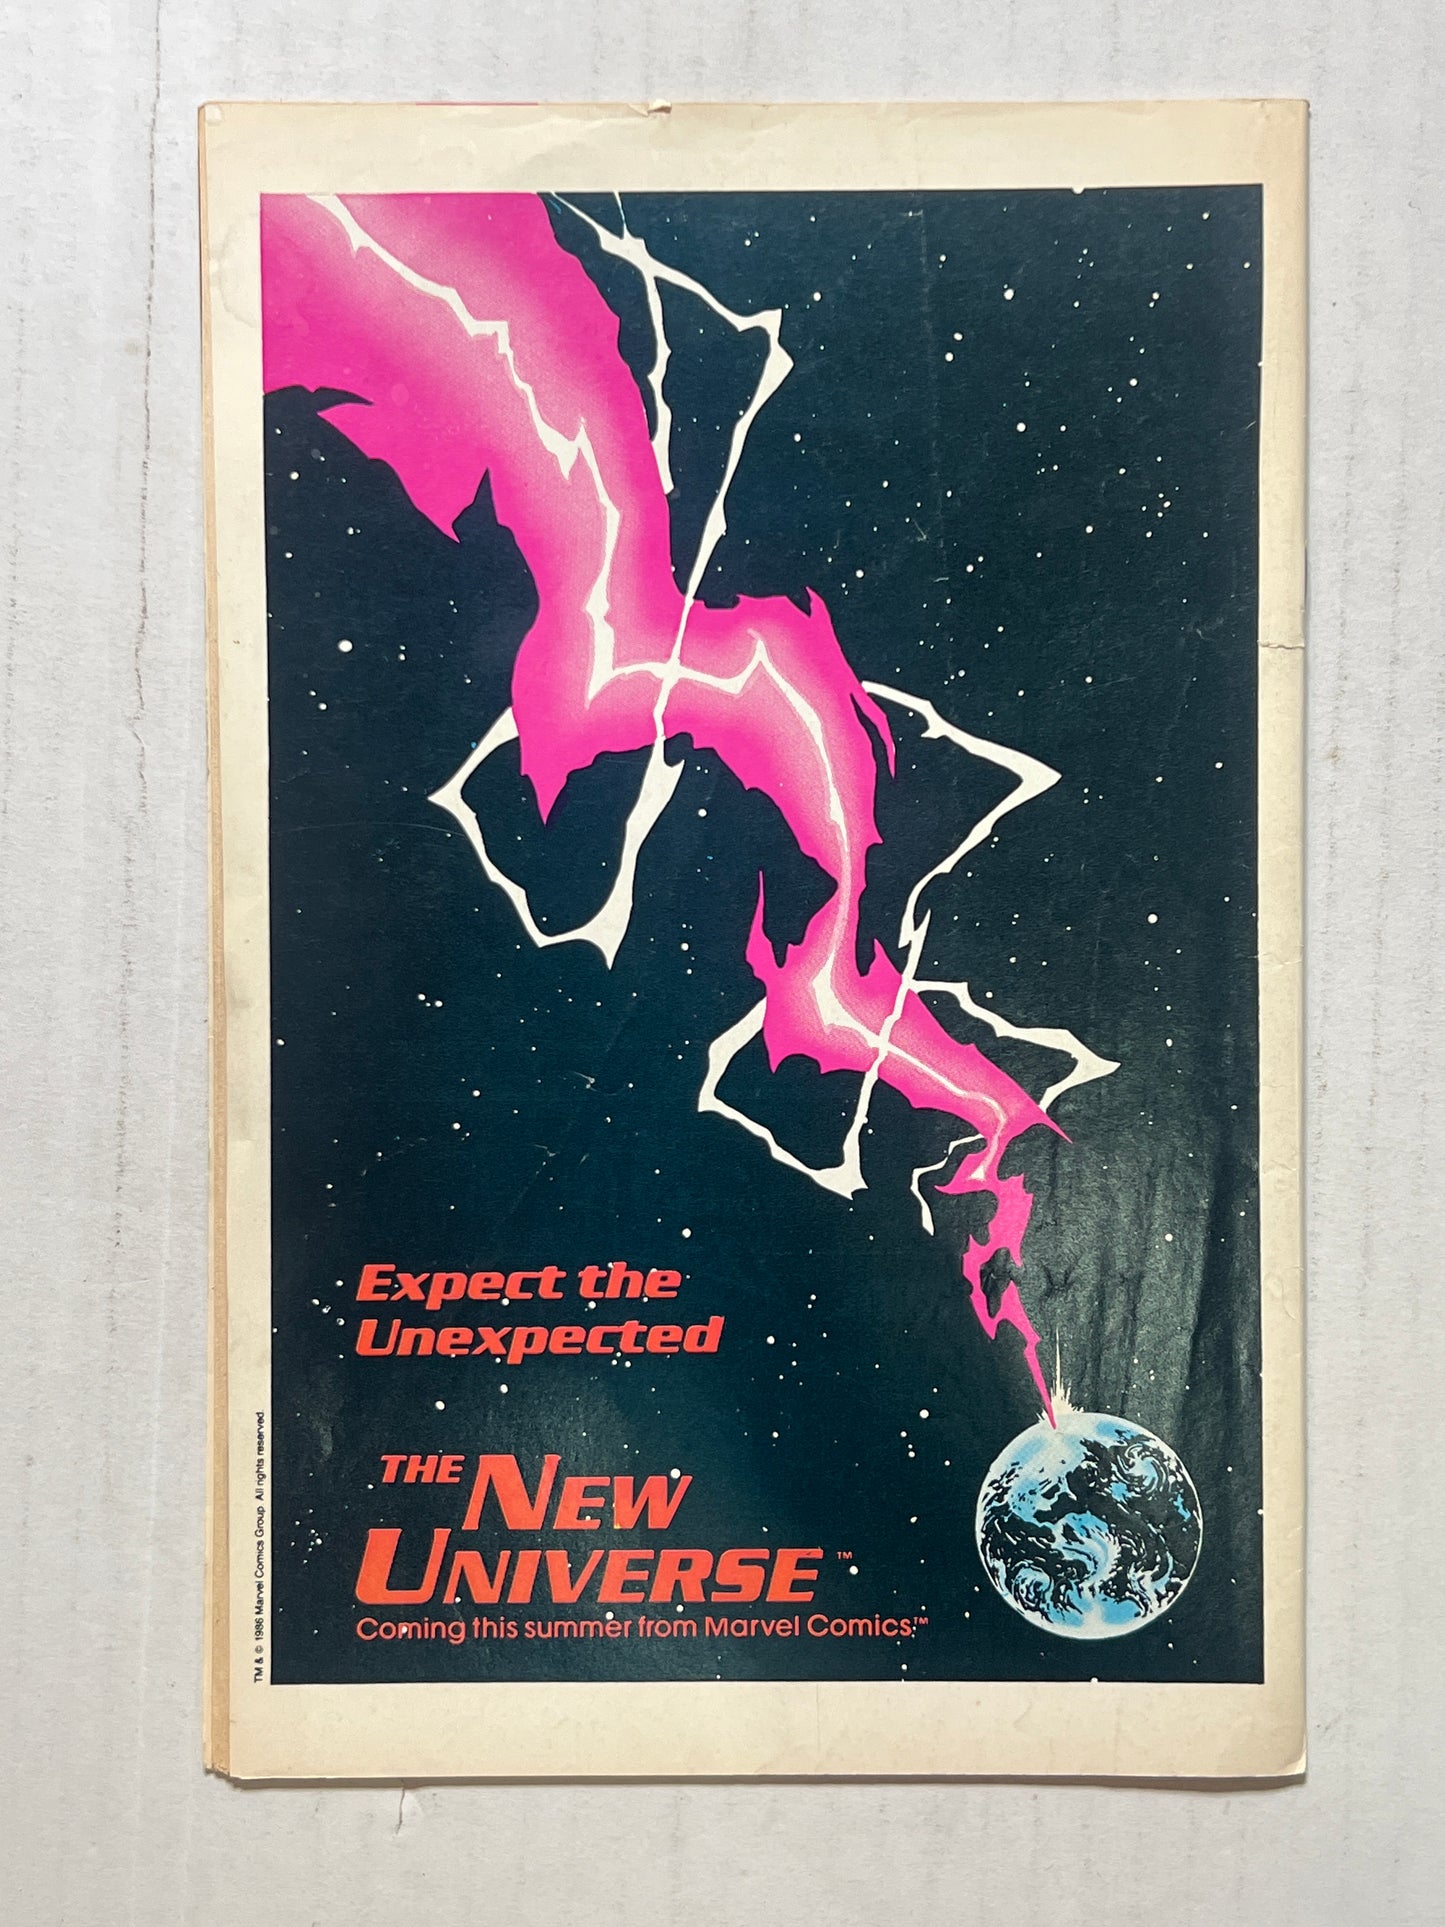 Expect the
Unexpected
THE NEW
UNIVERSE™
Coming this summer from Marvel Comics™
TM & © 1986 Marvel Comics Group All rights reserved.